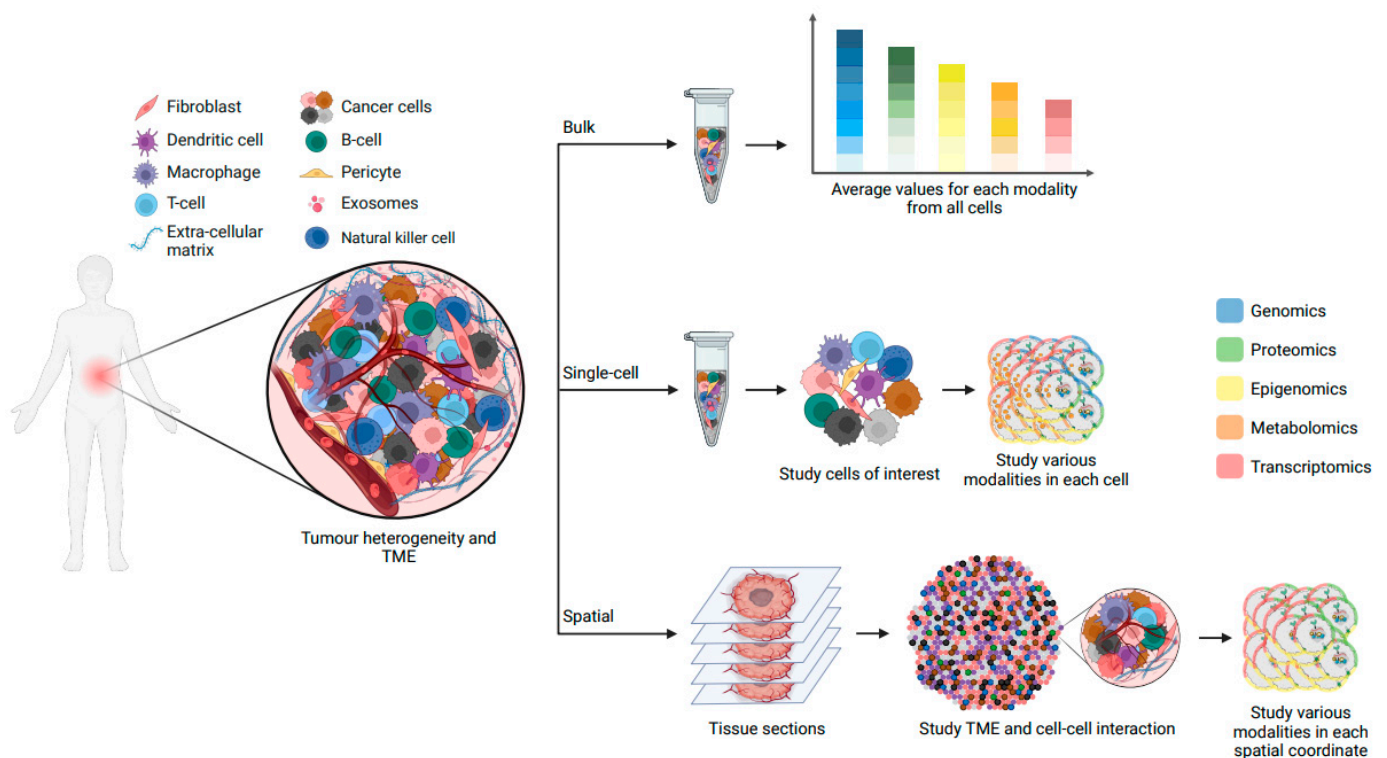 Fibroblast
Dendritic cell
Macrophage
T-cell
Extra-cellular
matrix
Cancer cells
B-cell
Pericyte
Exosomes
Natural killer cell
Tumour heterogeneity and
TME
Bulk
Average values for each modality
from all cells
Single-cell
Study cells of interest
Study various
modalities in each cell
Genomics
Proteomics
Epigenomics
Metabolomics
Transcriptomics
Spatial
Tissue sections
Study TME and cell-cell interaction
Study various
modalities in each
spatial coordinate